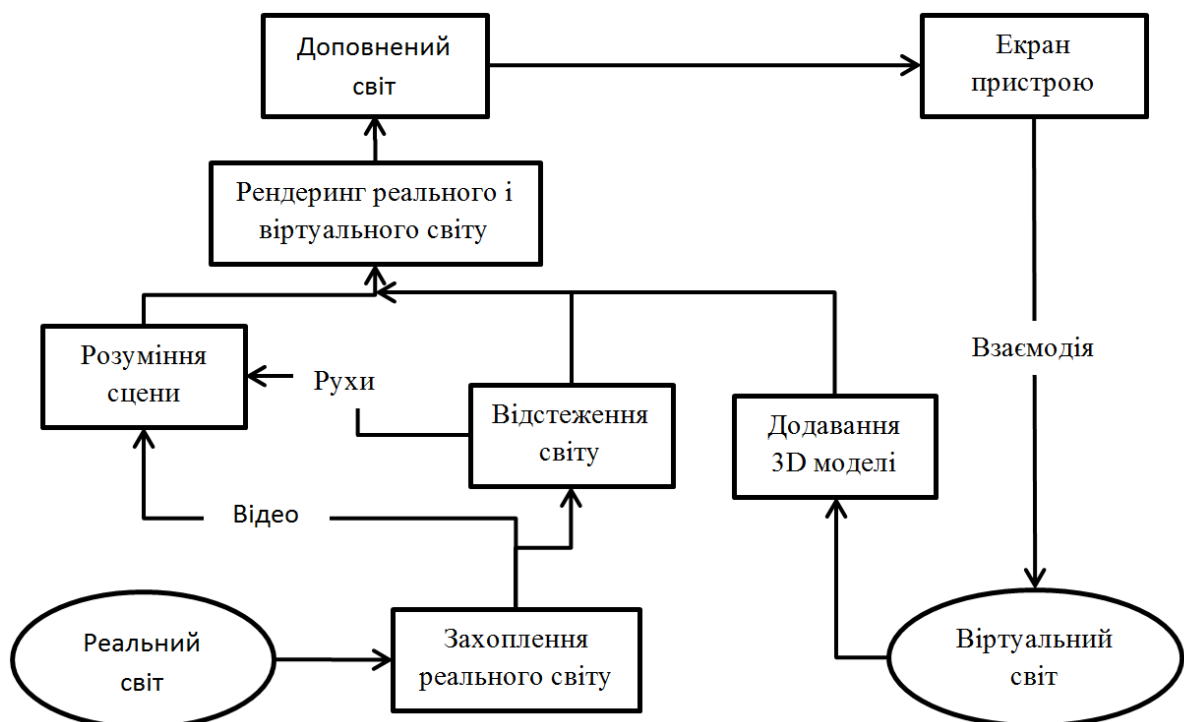 Доповнений
світ
Екран
пристрою
Рендеринг реального і
віртуального світу
Розуміння
сцени
Рухи
Відстеження
світу
Додавання
3D моделі
Взаємодія
Відео
Реальний
світ
Захоплення
реального світу
Віртуальний
світ